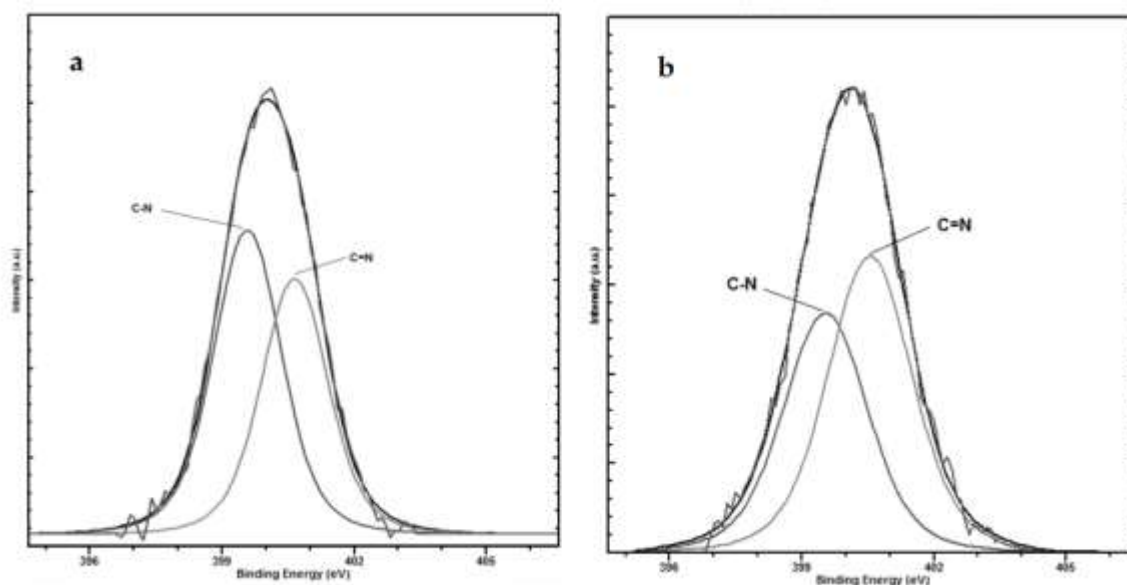 a
C-N
C=N
Intensity (a.u.)
396
399
402
405
Binding Energy (eV)
b
C=N
C-N
Intensity (a.u.)
396
399
402
405
Binding Energy (eV)